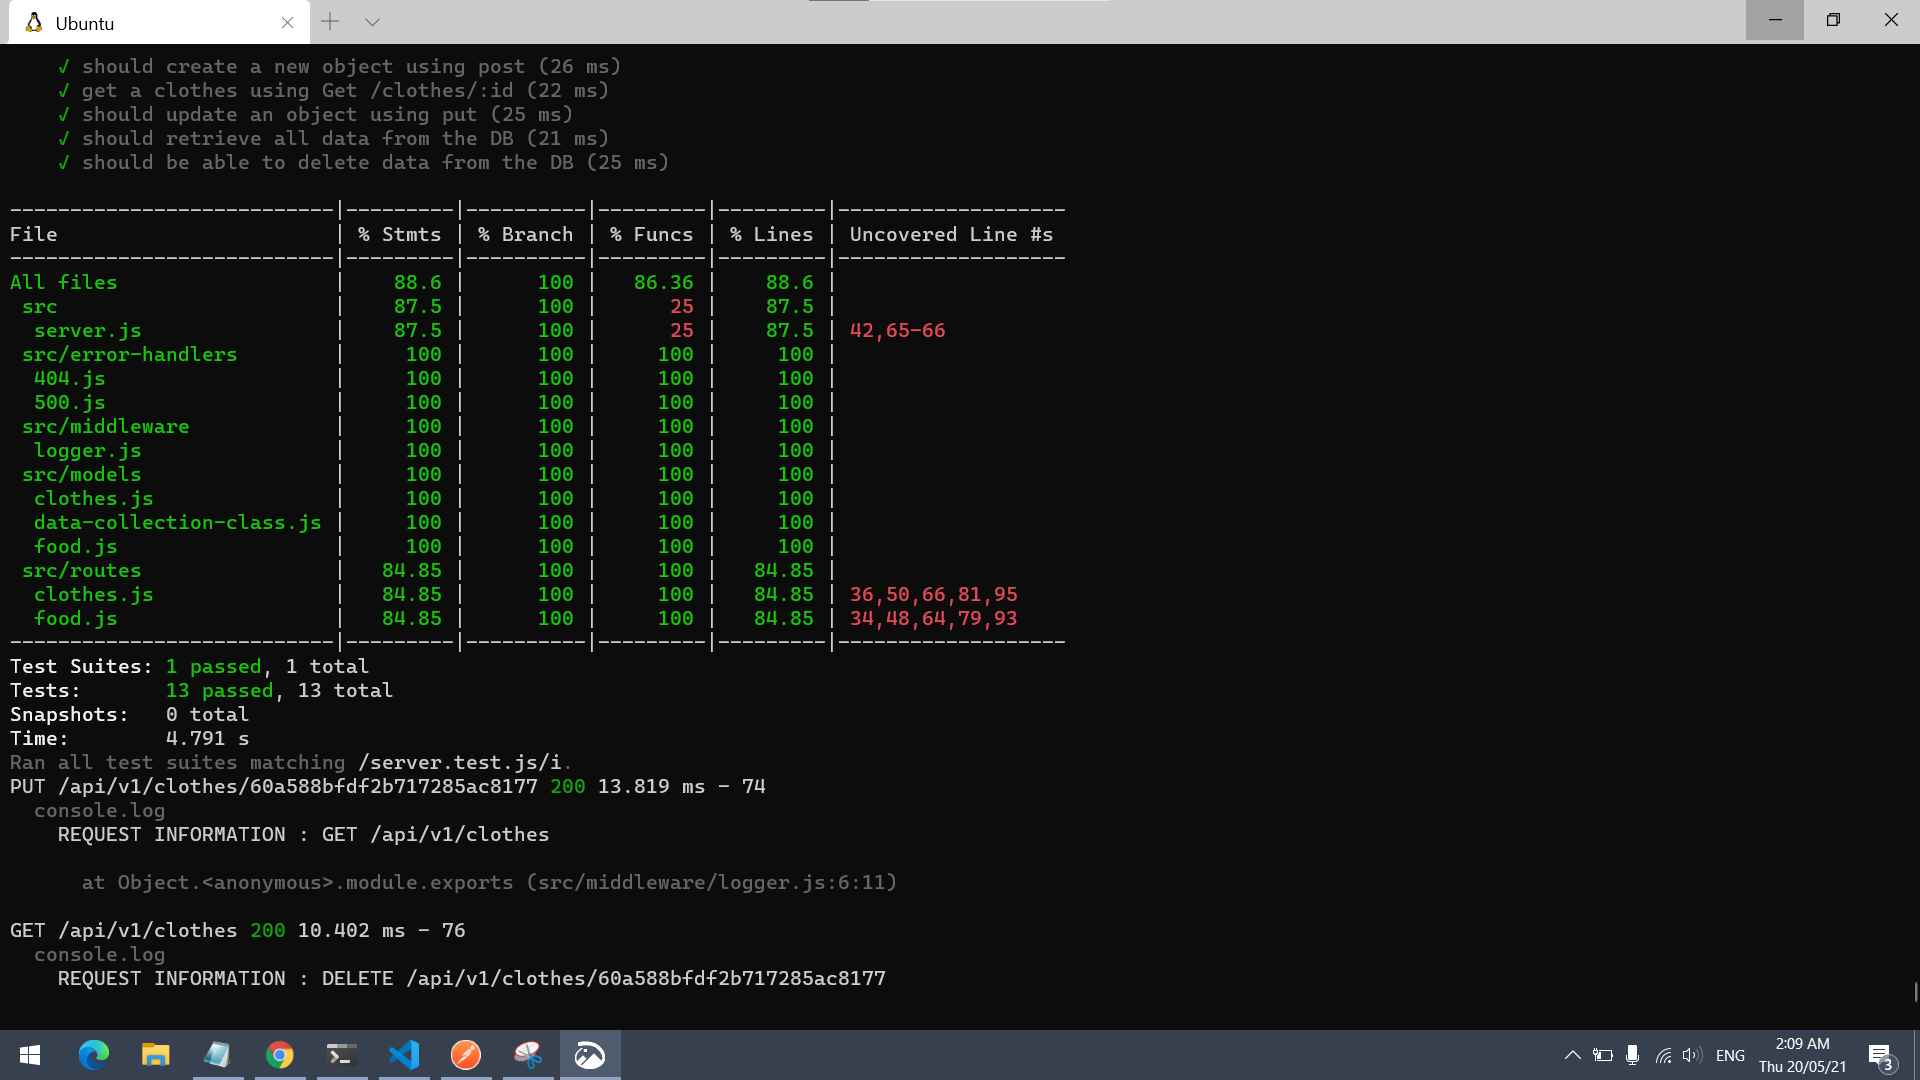 Ubuntu
√ should create a new object using post (26 ms)
√ get a clothes using Get /clothes/:id (22 ms)
√ should update an object using put (25 ms)
√ should retrieve all data from the DB (21 ms)
√ should be able to delete data from the DB (25 ms)
---------------------------|---------|----------|---------|---------|-------------------
File | % Stmts | % Branch | % Funcs | % Lines | Uncovered Line #s
---------------------------|---------|----------|---------|---------|-------------------
All files | 88.6 | 100 | 86.36 | 88.6 |
src | 87.5 | 100 | 25 | 87.5 |
server.js | 87.5 | 100 | 25 | 87.5 | 42,65-66
src/error-handlers | 100 | 100 | 100 | 100 |
404.js | 100 | 100 | 100 | 100 |
500.js | 100 | 100 | 100 | 100 |
src/middleware | 100 | 100 | 100 | 100 |
logger.js | 100 | 100 | 100 | 100 |
src/models | 100 | 100 | 100 | 100 |
clothes.js | 100 | 100 | 100 | 100 |
data-collection-class.js | 100 | 100 | 100 | 100 |
food.js | 100 | 100 | 100 | 100 |
src/routes | 84.85 | 100 | 100 | 84.85 |
clothes.js | 84.85 | 100 | 100 | 84.85 | 36,50,66,81,95
food.js | 84.85 | 100 | 100 | 84.85 | 34,48,64,79,93
---------------------------|---------|----------|---------|---------|-------------------
Test Suites: 1 passed, 1 total
Tests: 13 passed, 13 total
Snapshots: 0 total
Time: 4.791 s
Ran all test suites matching /server.test.js/i.
PUT /api/v1/clothes/60a588bfdf2b717285ac8177 200 13.819 ms - 74
console.log
REQUEST INFORMATION : GET /api/v1/clothes
at Object.<anonymous>.module.exports (src/middleware/logger.js:6:11)
GET /api/v1/clothes 200 10.402 ms - 76
console.log
REQUEST INFORMATION : DELETE /api/v1/clothes/60a588bfdf2b717285ac8177
ENG
2:09 AM
Thu 20/05/21
3